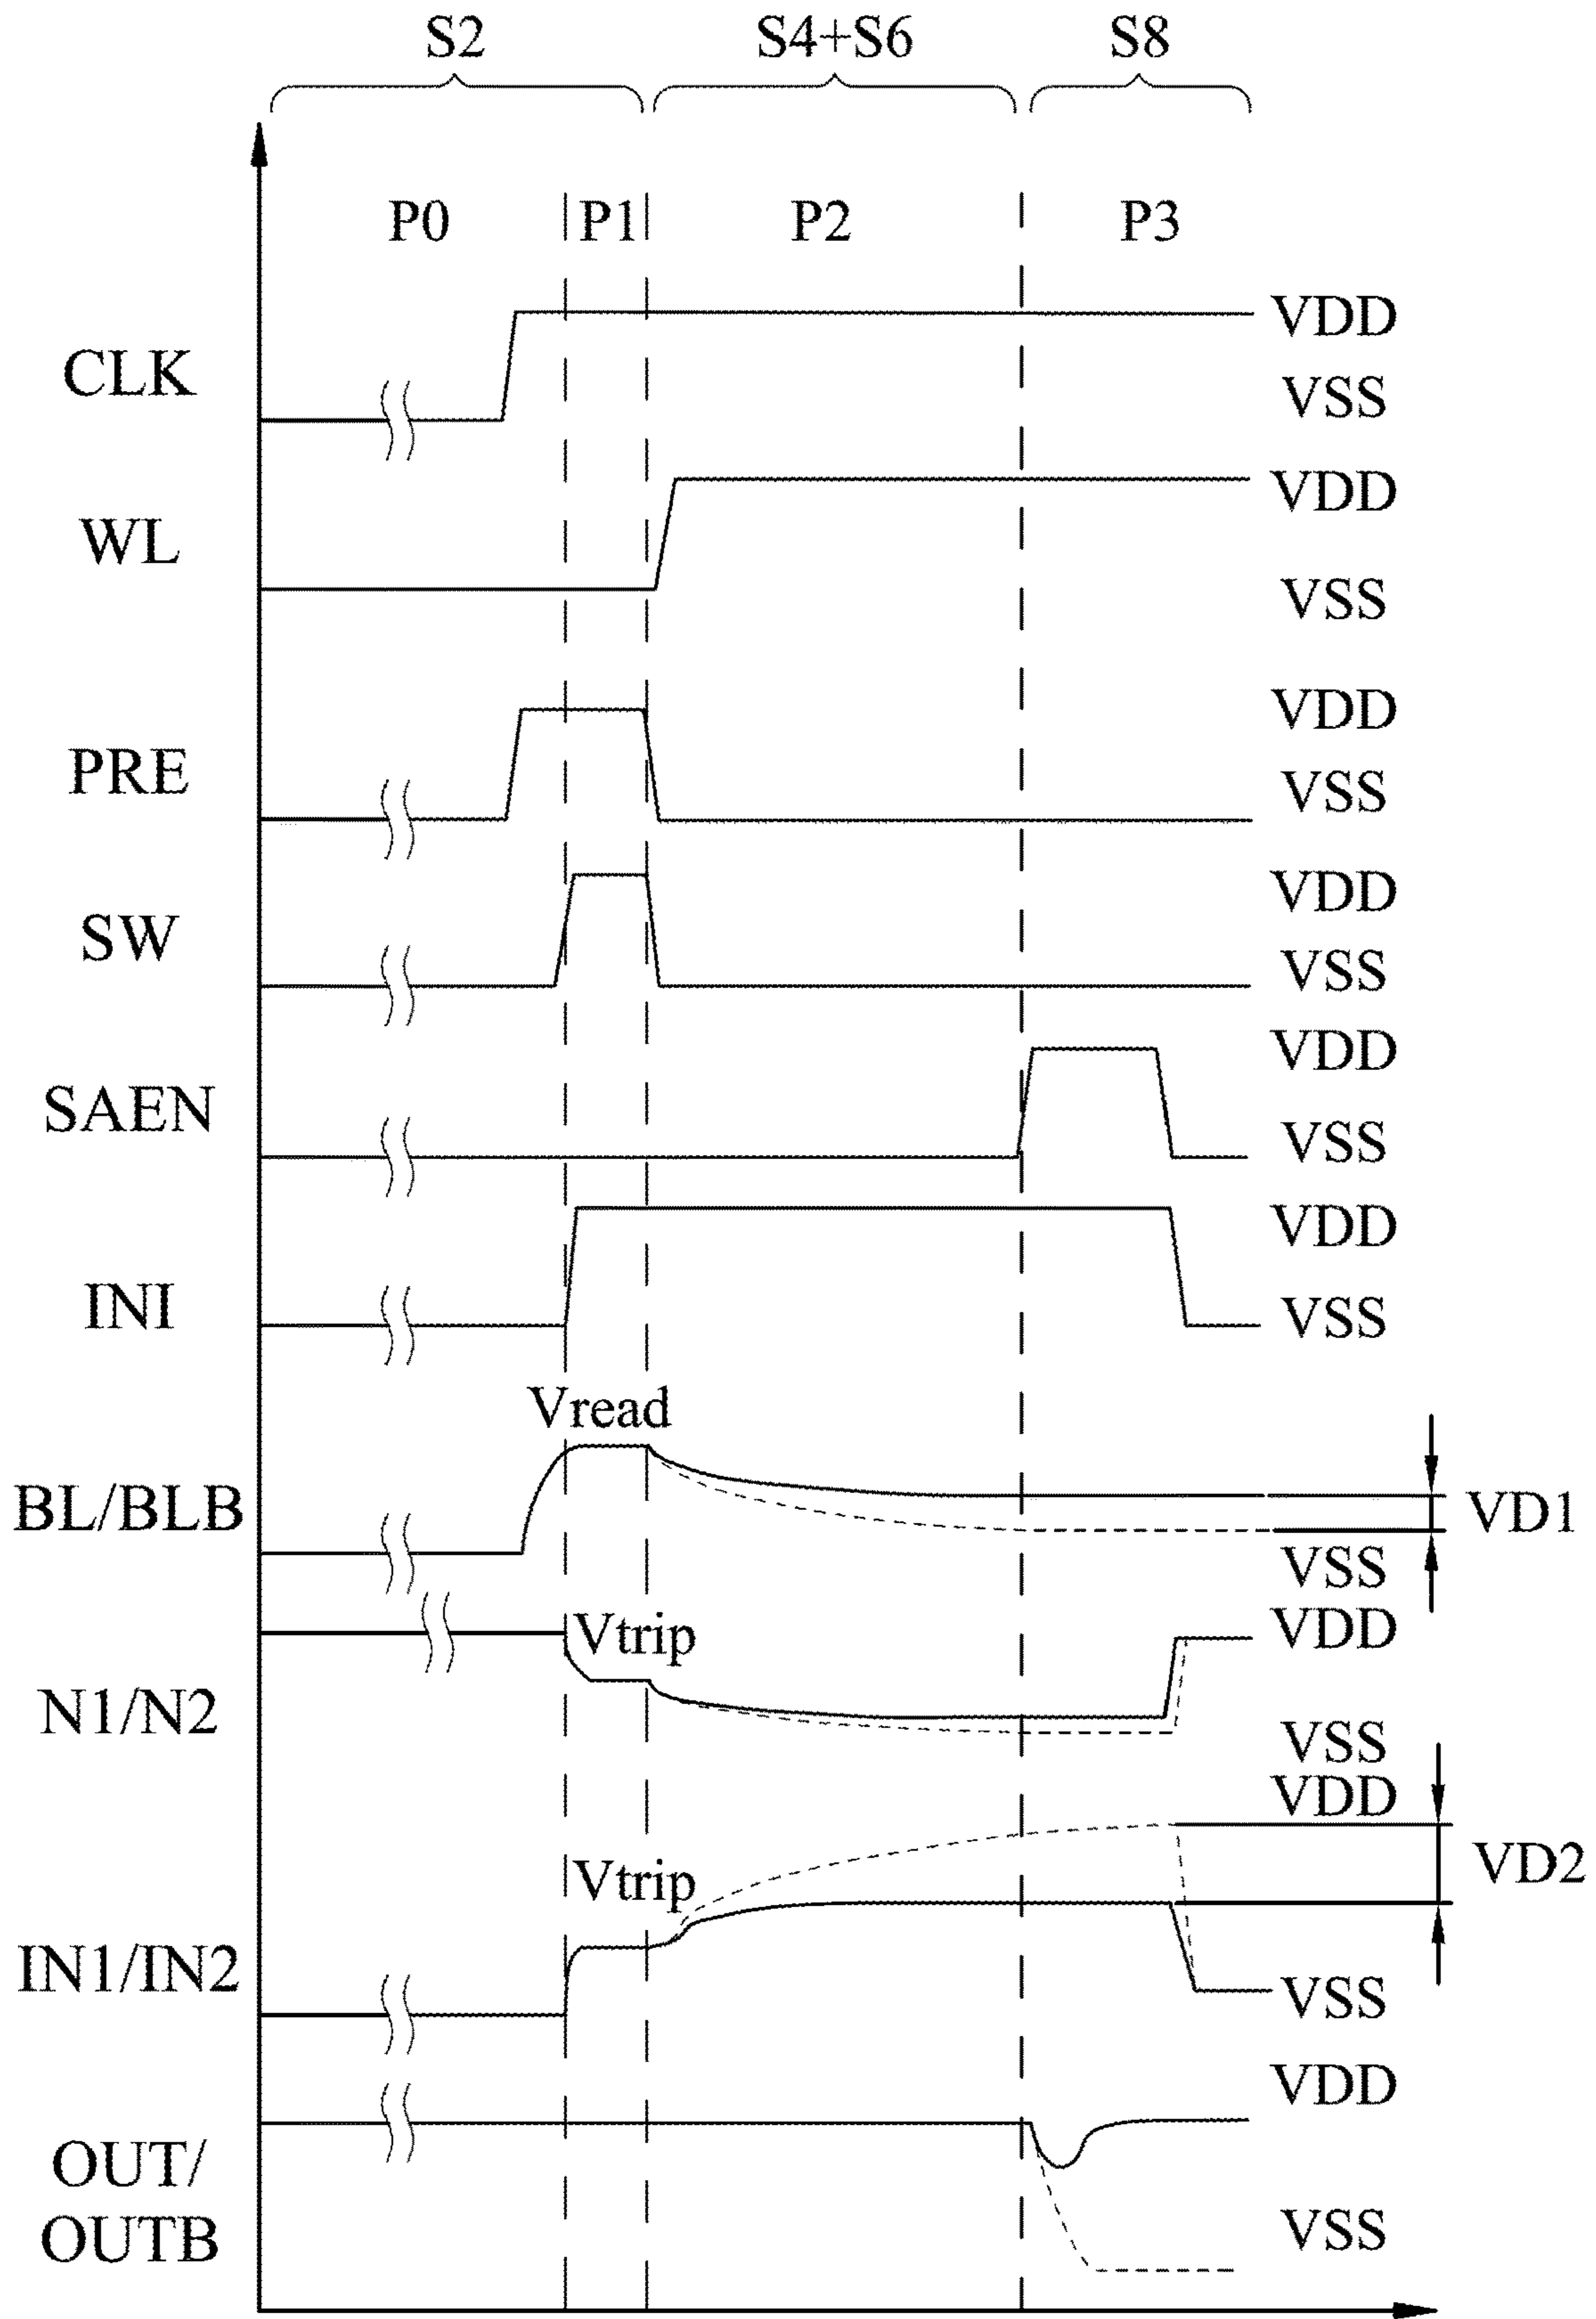 S2 S4+S6 S8
P0 P1 P2 P3
CLK VDD
VSS
WL VDD
VSS
PRE VDD
VSS
SW VDD
VSS
SAEN VDD
VSS
INI VDD
VSS
Vread
BL/BLB VD1
VSS
Vtrip VDD
N1/N2
VSS
VDD
Vtrip VD2
IN1/IN2 VSS
VDD
OUT/
OUTB VSS